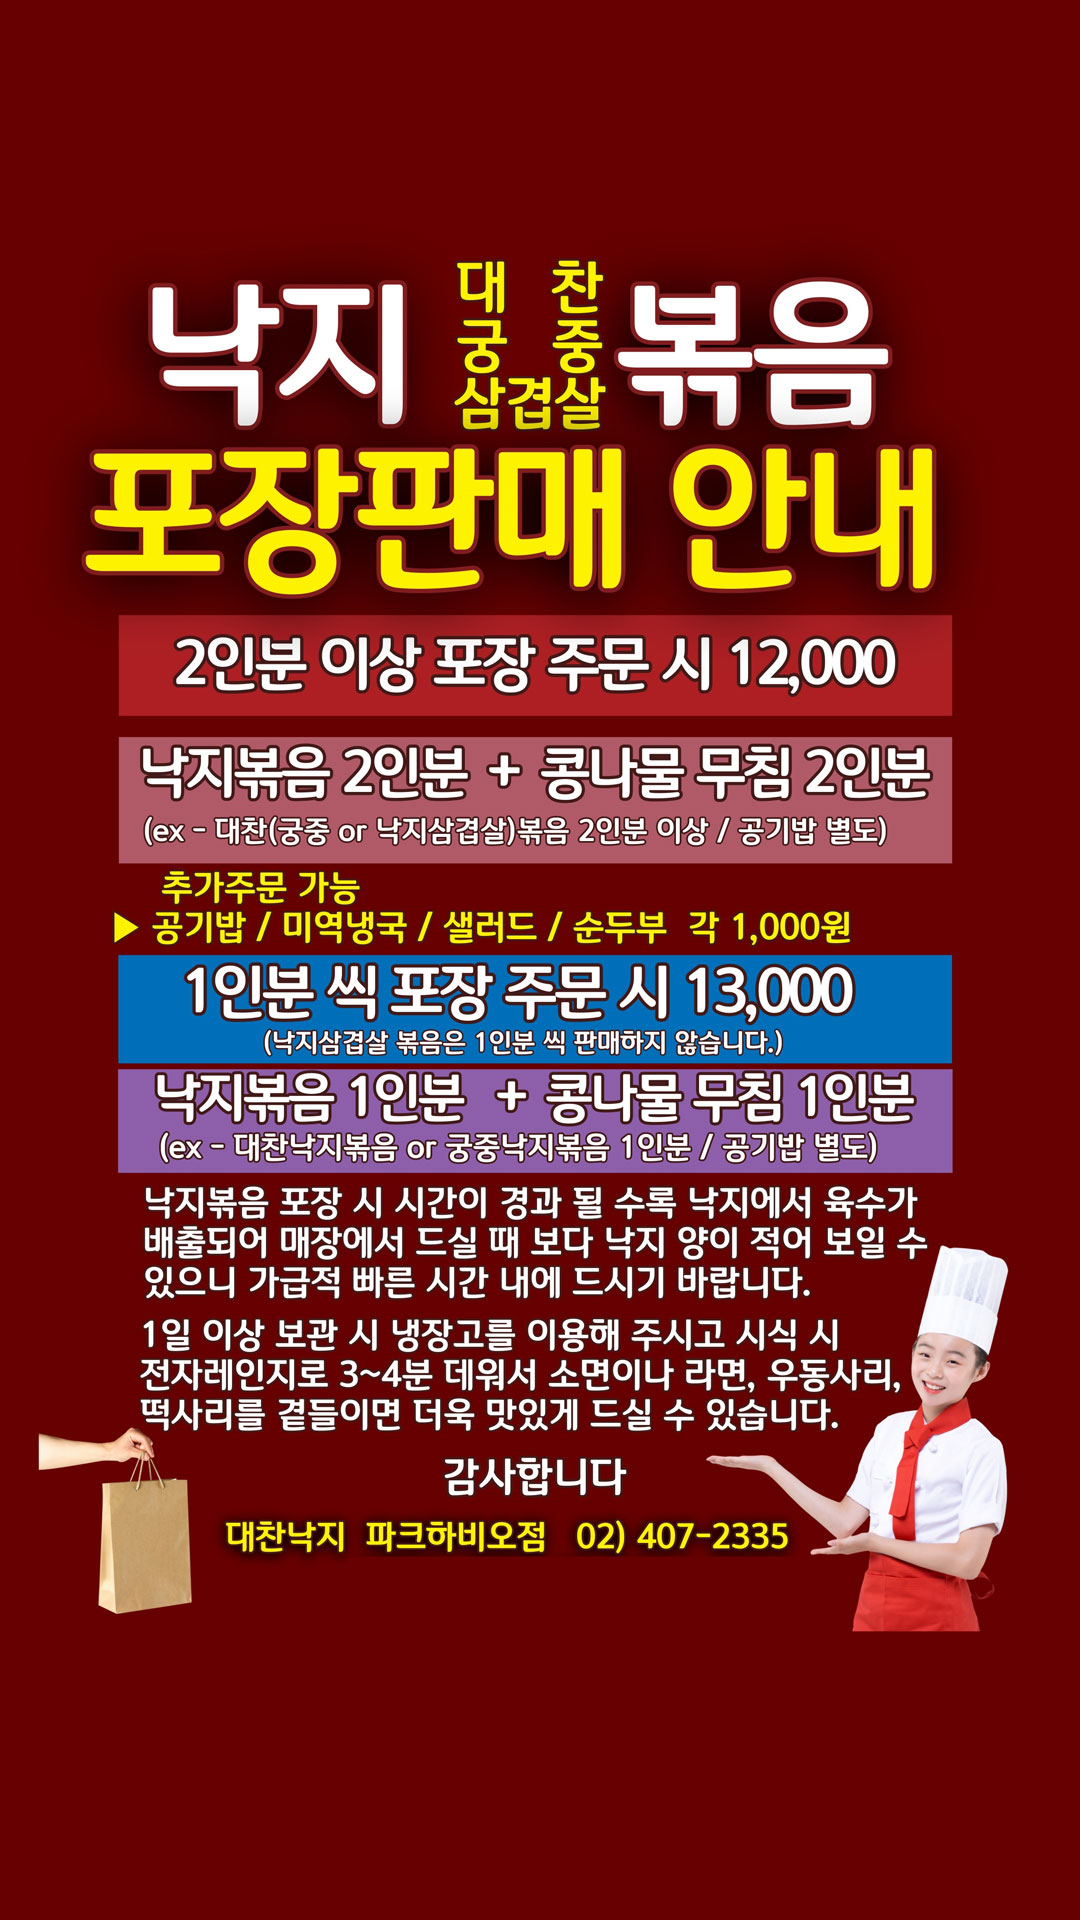 낙지 대찬 볶음
궁중
삼겹살
포장판매 안내
2인분 이상 포장 주문 시 12,000
낙지볶음 2인분 + 콩나물 무침 2인분
(ex - 대찬(궁중 or 낙지삼겹살)볶음 2인분 이상 / 공기밥 별도)
추가주문 가능
▶ 공기밥 / 미역냉국 / 샐러드 / 순두부 각 1,000원
1인분 씩 포장 주문 시 13,000
(낙지삼겹살 볶음은 1인분 씩 판매하지 않습니다.)
낙지볶음 1인분 + 콩나물 무침 1인분
(ex - 대찬낙지볶음 or 궁중낙지볶음 1인분 / 공기밥 별도)
낙지볶음 포장 시 시간이 경과 될 수록 낙지에서 육수가
배출되어 매장에서 드실 때 보다 낙지 양이 적어 보일 수
있으니 가급적 빠른 시간 내에 드시기 바랍니다.
1일 이상 보관 시 냉장고를 이용해 주시고 시식 시
전자레인지로 3~4분 데워서 소면이나 라면, 우동사리,
떡사리를 곁들이면 더욱 맛있게 드실 수 있습니다.
감사합니다
대찬낙지 파크하비오점 02) 407-2335